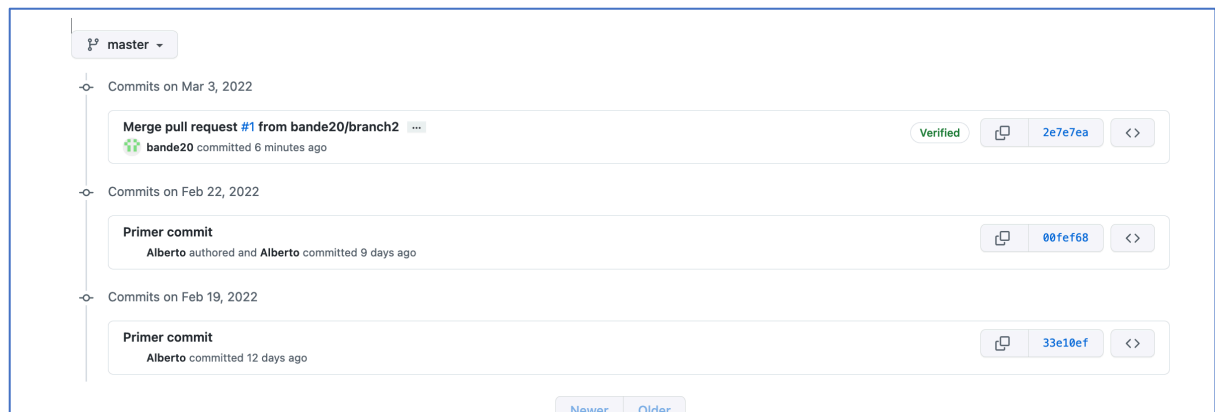 master
Commits on Mar 3, 2022
Merge pull request #1 from bande20/branch2 ...
Verified
2e7e7ea
bande20 committed 6 minutes ago
Commits on Feb 22, 2022
Primer commit
00fef68
Alberto authored and Alberto committed 9 days ago
Commits on Feb 19, 2022
Primer commit
33e10ef
Alberto committed 12 days ago
Newer Older